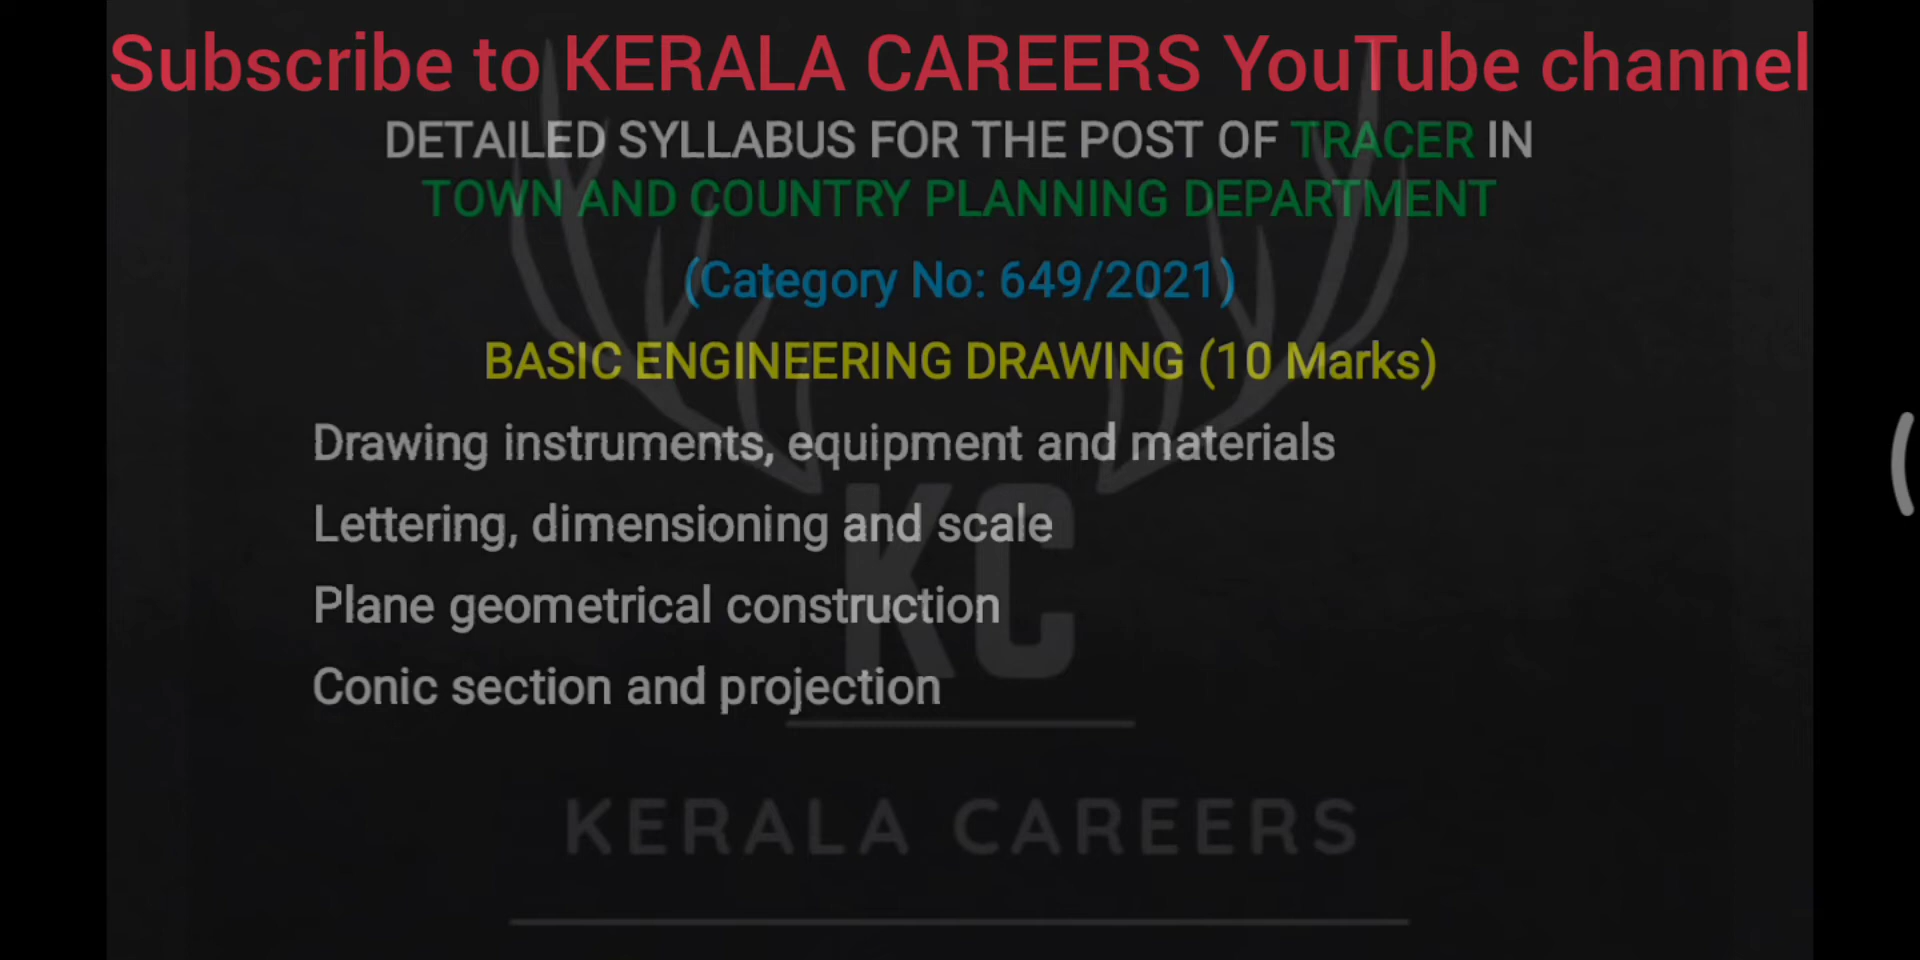 Subscribe to KERALA CAREERS YouTube channel
DETAILED SYLLABUS FOR THE POST OF TRACER IN
TOWN AND COUNTRY PLANNING DEPARTMENT
(Category No: 649/2021)
BASIC ENGINEERING DRAWING (10 Marks)
Drawing instruments, equipment and materials
Lettering, dimensioning and scale
Plane geometrical construction
Conic section and projection
KC
KERALA CAREERS